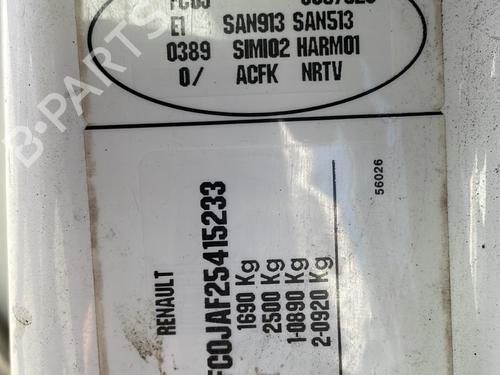 E1 SAN913 SAN513
0389 SIMI02 HARM01
0/ ACFK NRTV
RENAULT
FC0JAF25415233
1690 Kg
2500 Kg
1-0890 Kg
2-0920 Kg
56026
B-PARTS